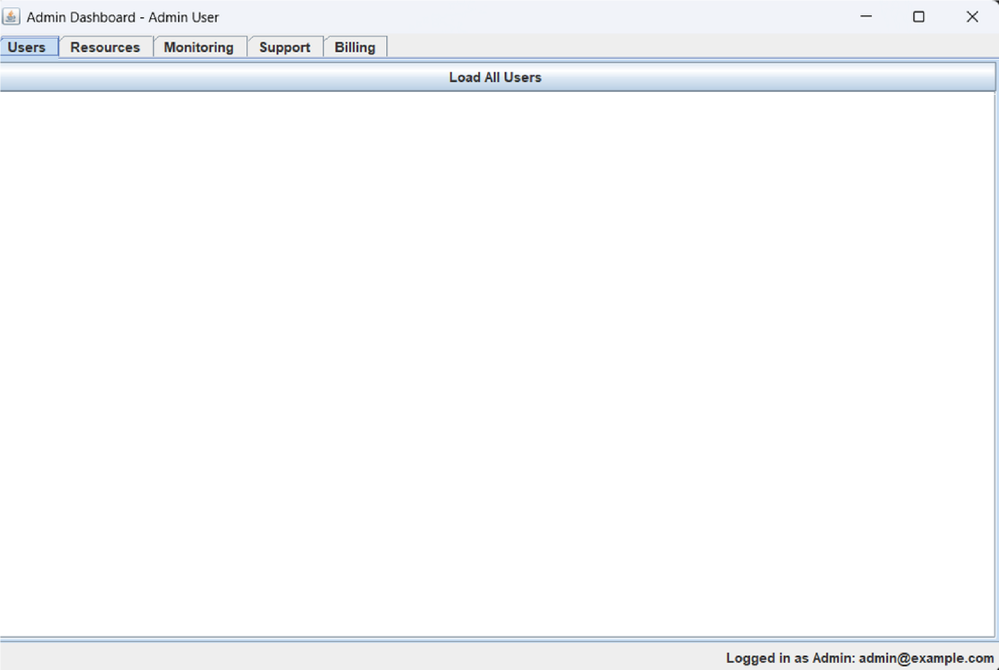 Admin Dashboard - Admin User
Users Resources Monitoring Support Billing
Load All Users
Logged in as Admin: admin@example.com